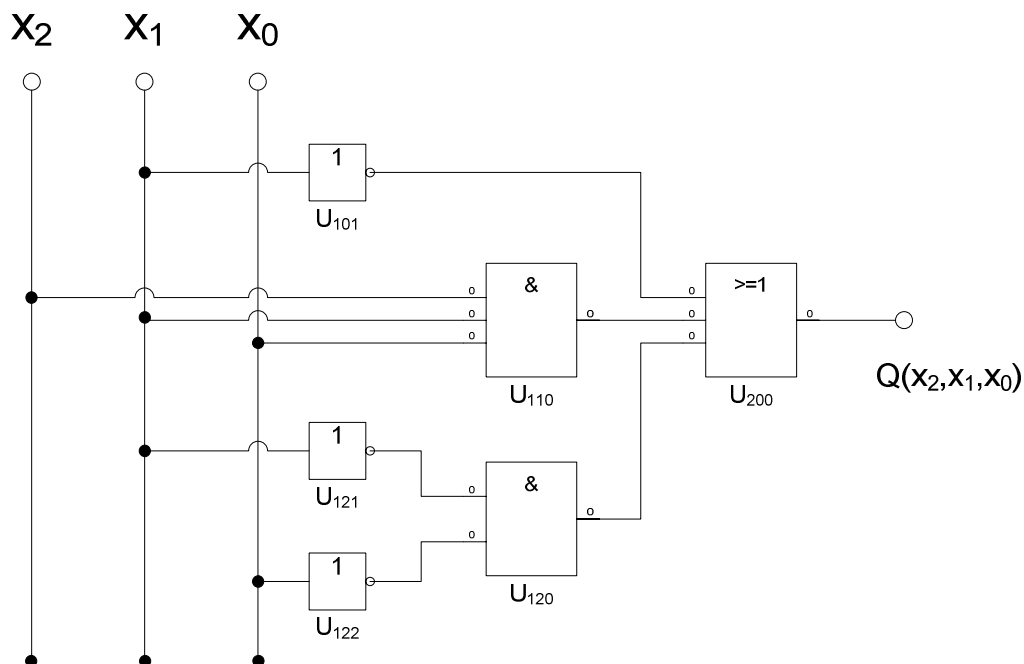 x₂ x₁ x₀
1
U₁₀₁
o & o >=1
o o o o
o o
U₁₁₀ U₂₀₀ Q(x₂,x₁,x₀)
1
U₁₂₁
o & o
o
U₁₂₀
1
U₁₂₂